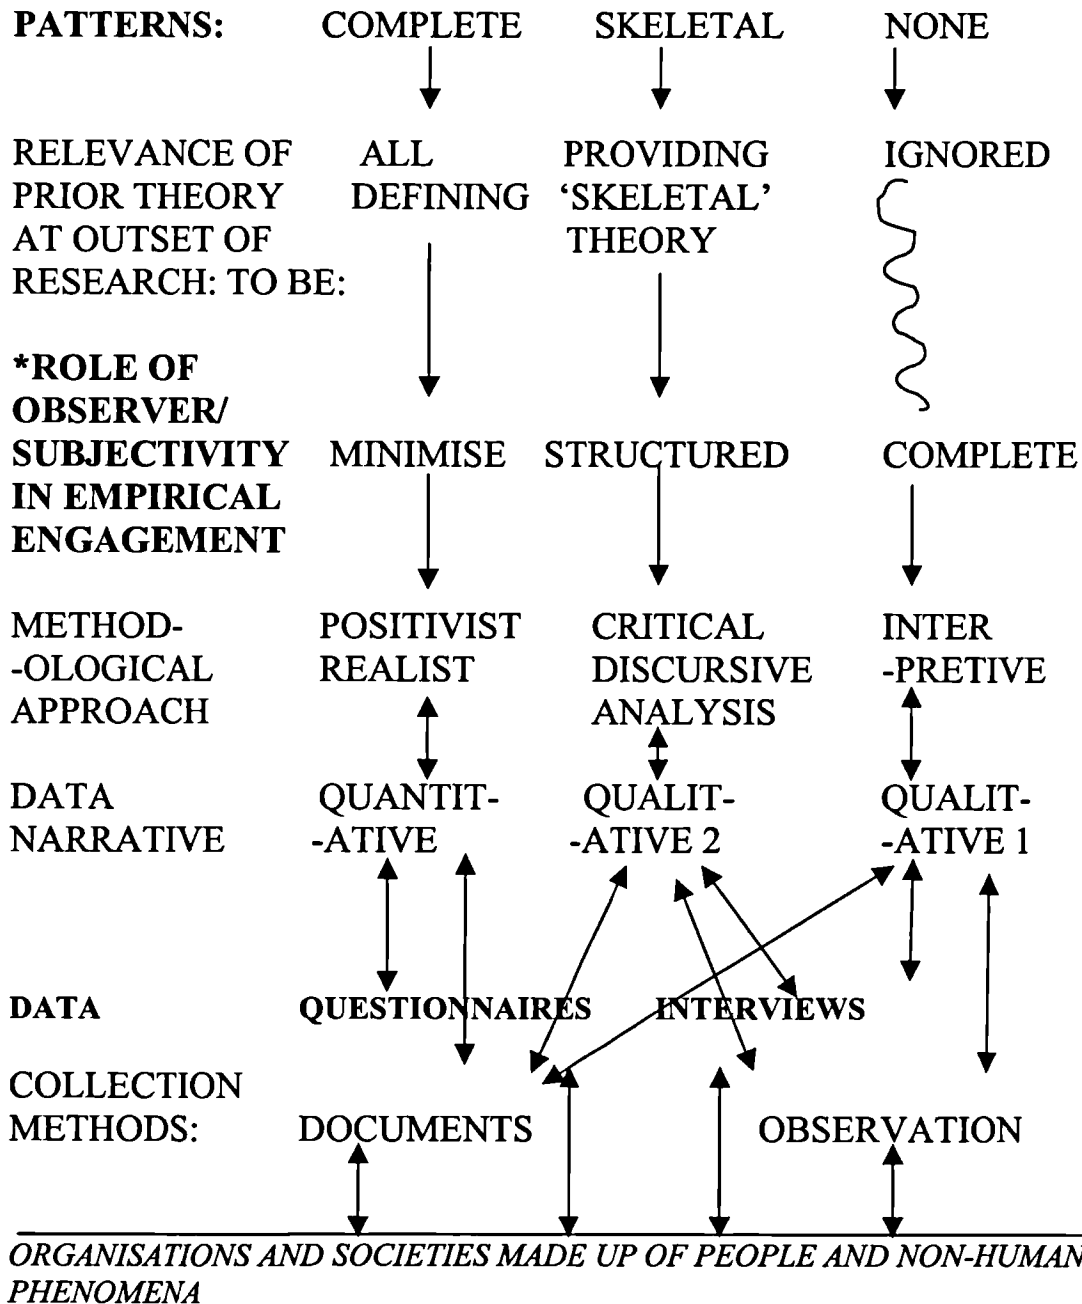 PATTERNS: COMPLETE SKELETAL NONE
RELEVANCE OF ALL PROVIDING IGNORED
PRIOR THEORY DEFINING ‘SKELETAL’
AT OUTSET OF THEORY
RESEARCH: TO BE:
*ROLE OF
OBSERVER/
SUBJECTIVITY MINIMISE STRUCTURED COMPLETE
IN EMPIRICAL
ENGAGEMENT
METHOD- POSITIVIST CRITICAL INTER
-OLOGICAL REALIST DISCURSIVE -PRETIVE
APPROACH ANALYSIS
DATA QUANTIT- QUALIT- QUALIT-
NARRATIVE -ATIVE -ATIVE 2 -ATIVE 1
DATA QUESTIONNAIRES INTERVIEWS
COLLECTION
METHODS: DOCUMENTS OBSERVATION
ORGANISATIONS AND SOCIETIES MADE UP OF PEOPLE AND NON-HUMAN
PHENOMENA